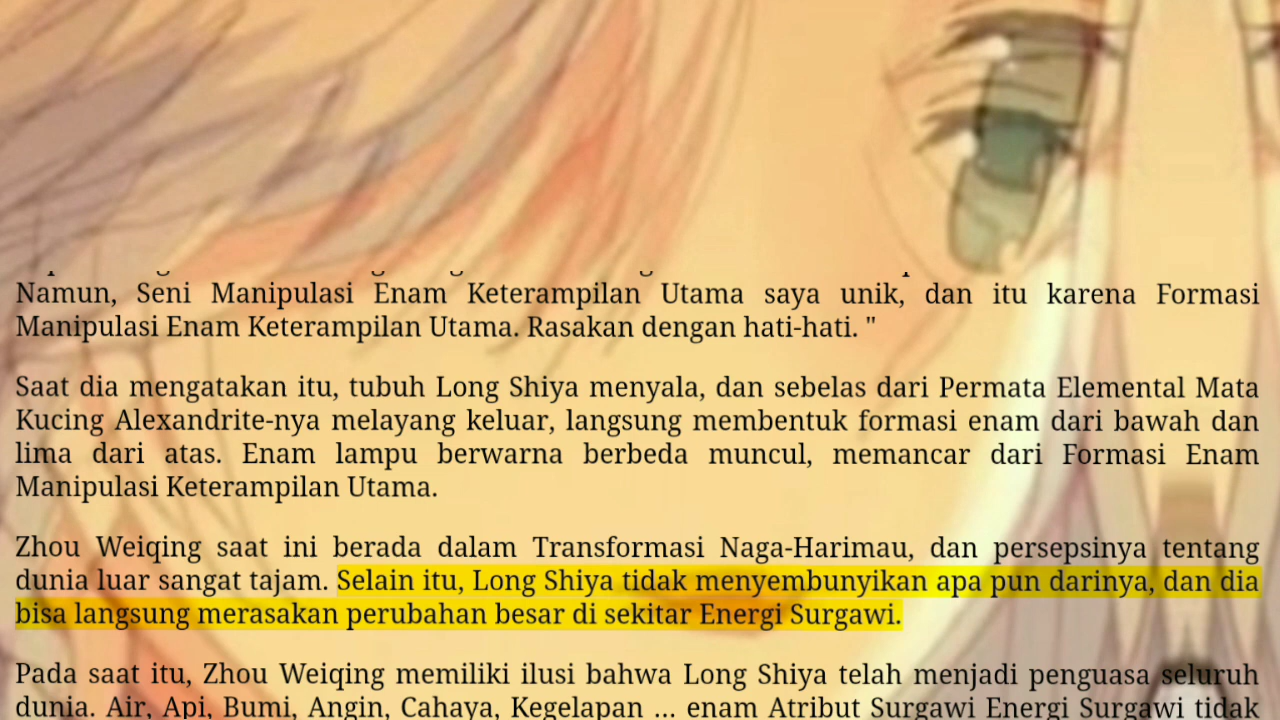 Namun, Seni Manipulasi Enam Keterampilan Utama saya unik, dan itu karena Formasi
Manipulasi Enam Keterampilan Utama. Rasakan dengan hati-hati. "
Saat dia mengatakan itu, tubuh Long Shiya menyala, dan sebelas dari Permata Elemental Mata
Kucing Alexandrite-nya melayang keluar, langsung membentuk formasi enam dari bawah dan
lima dari atas. Enam lampu berwarna berbeda muncul, memancar dari Formasi Enam
Manipulasi Keterampilan Utama.
Zhou Weiqing saat ini berada dalam Transformasi Naga-Harimau, dan persepsinya tentang
dunia luar sangat tajam. Selain itu, Long Shiya tidak menyembunyikan apa pun darinya, dan dia
bisa langsung merasakan perubahan besar di sekitar Energi Surgawi.
Pada saat itu, Zhou Weiqing memiliki ilusi bahwa Long Shiya telah menjadi penguasa seluruh
dunia. Air, Api, Bumi, Angin, Cahaya, Kegelapan ... enam Atribut Surgawi Energi Surgawi tidak